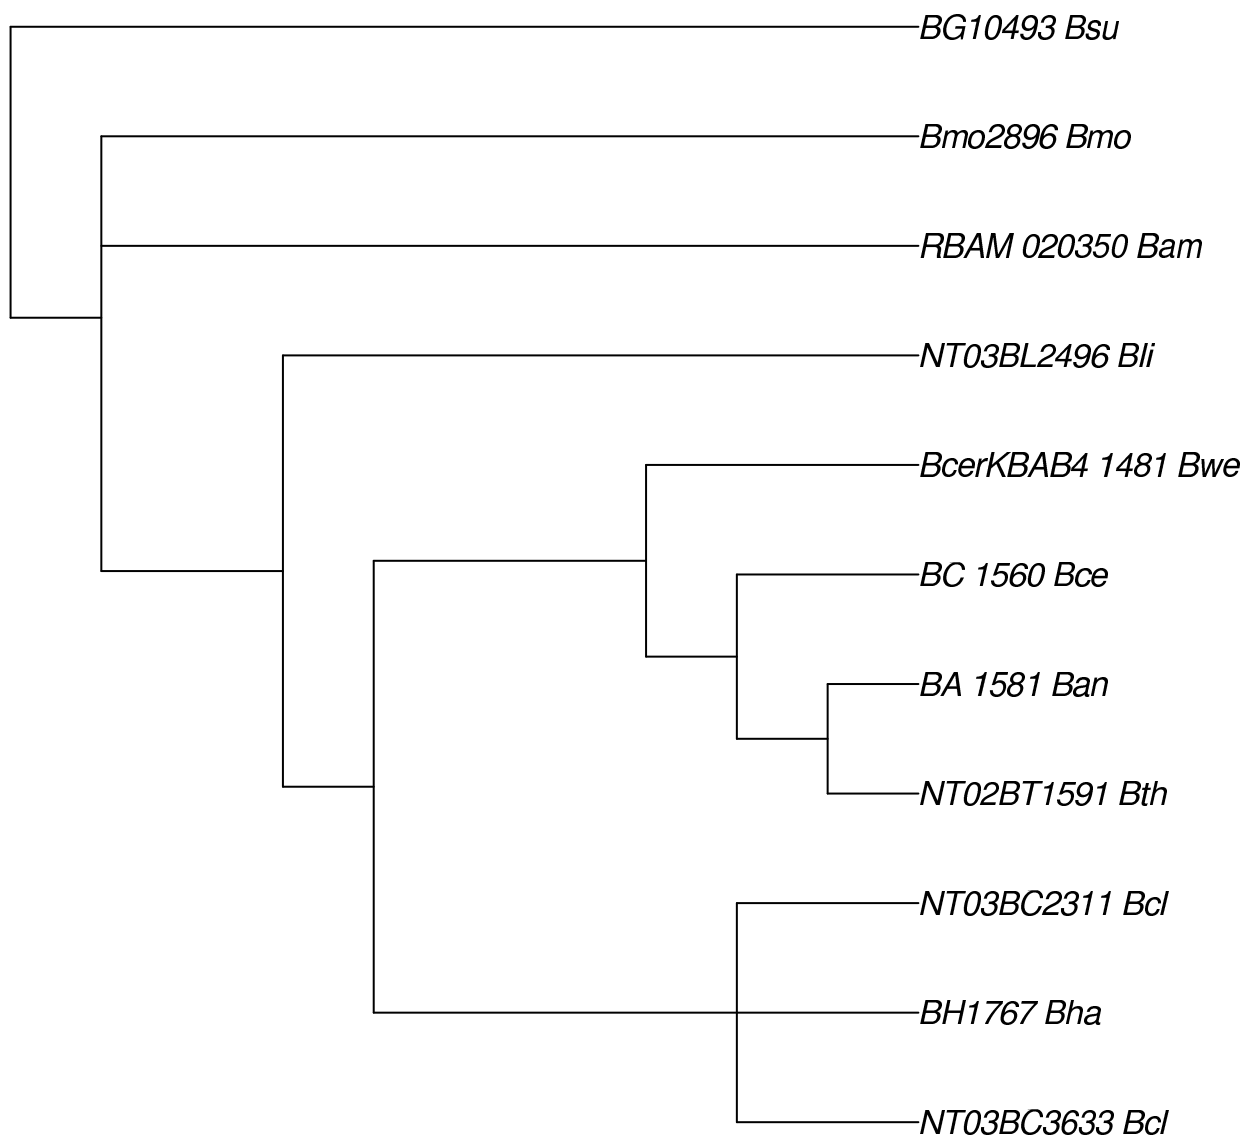 BG10493 Bsu
Bmo2896 Bmo
RBAM 020350 Bam
NT03BL2496 Bli
BcerKBAB4 1481 Bwe
BC 1560 Bce
BA 1581 Ban
NT02BT1591 Bth
NT03BC2311 Bcl
BH1767 Bha
NT03BC3633 Bcl